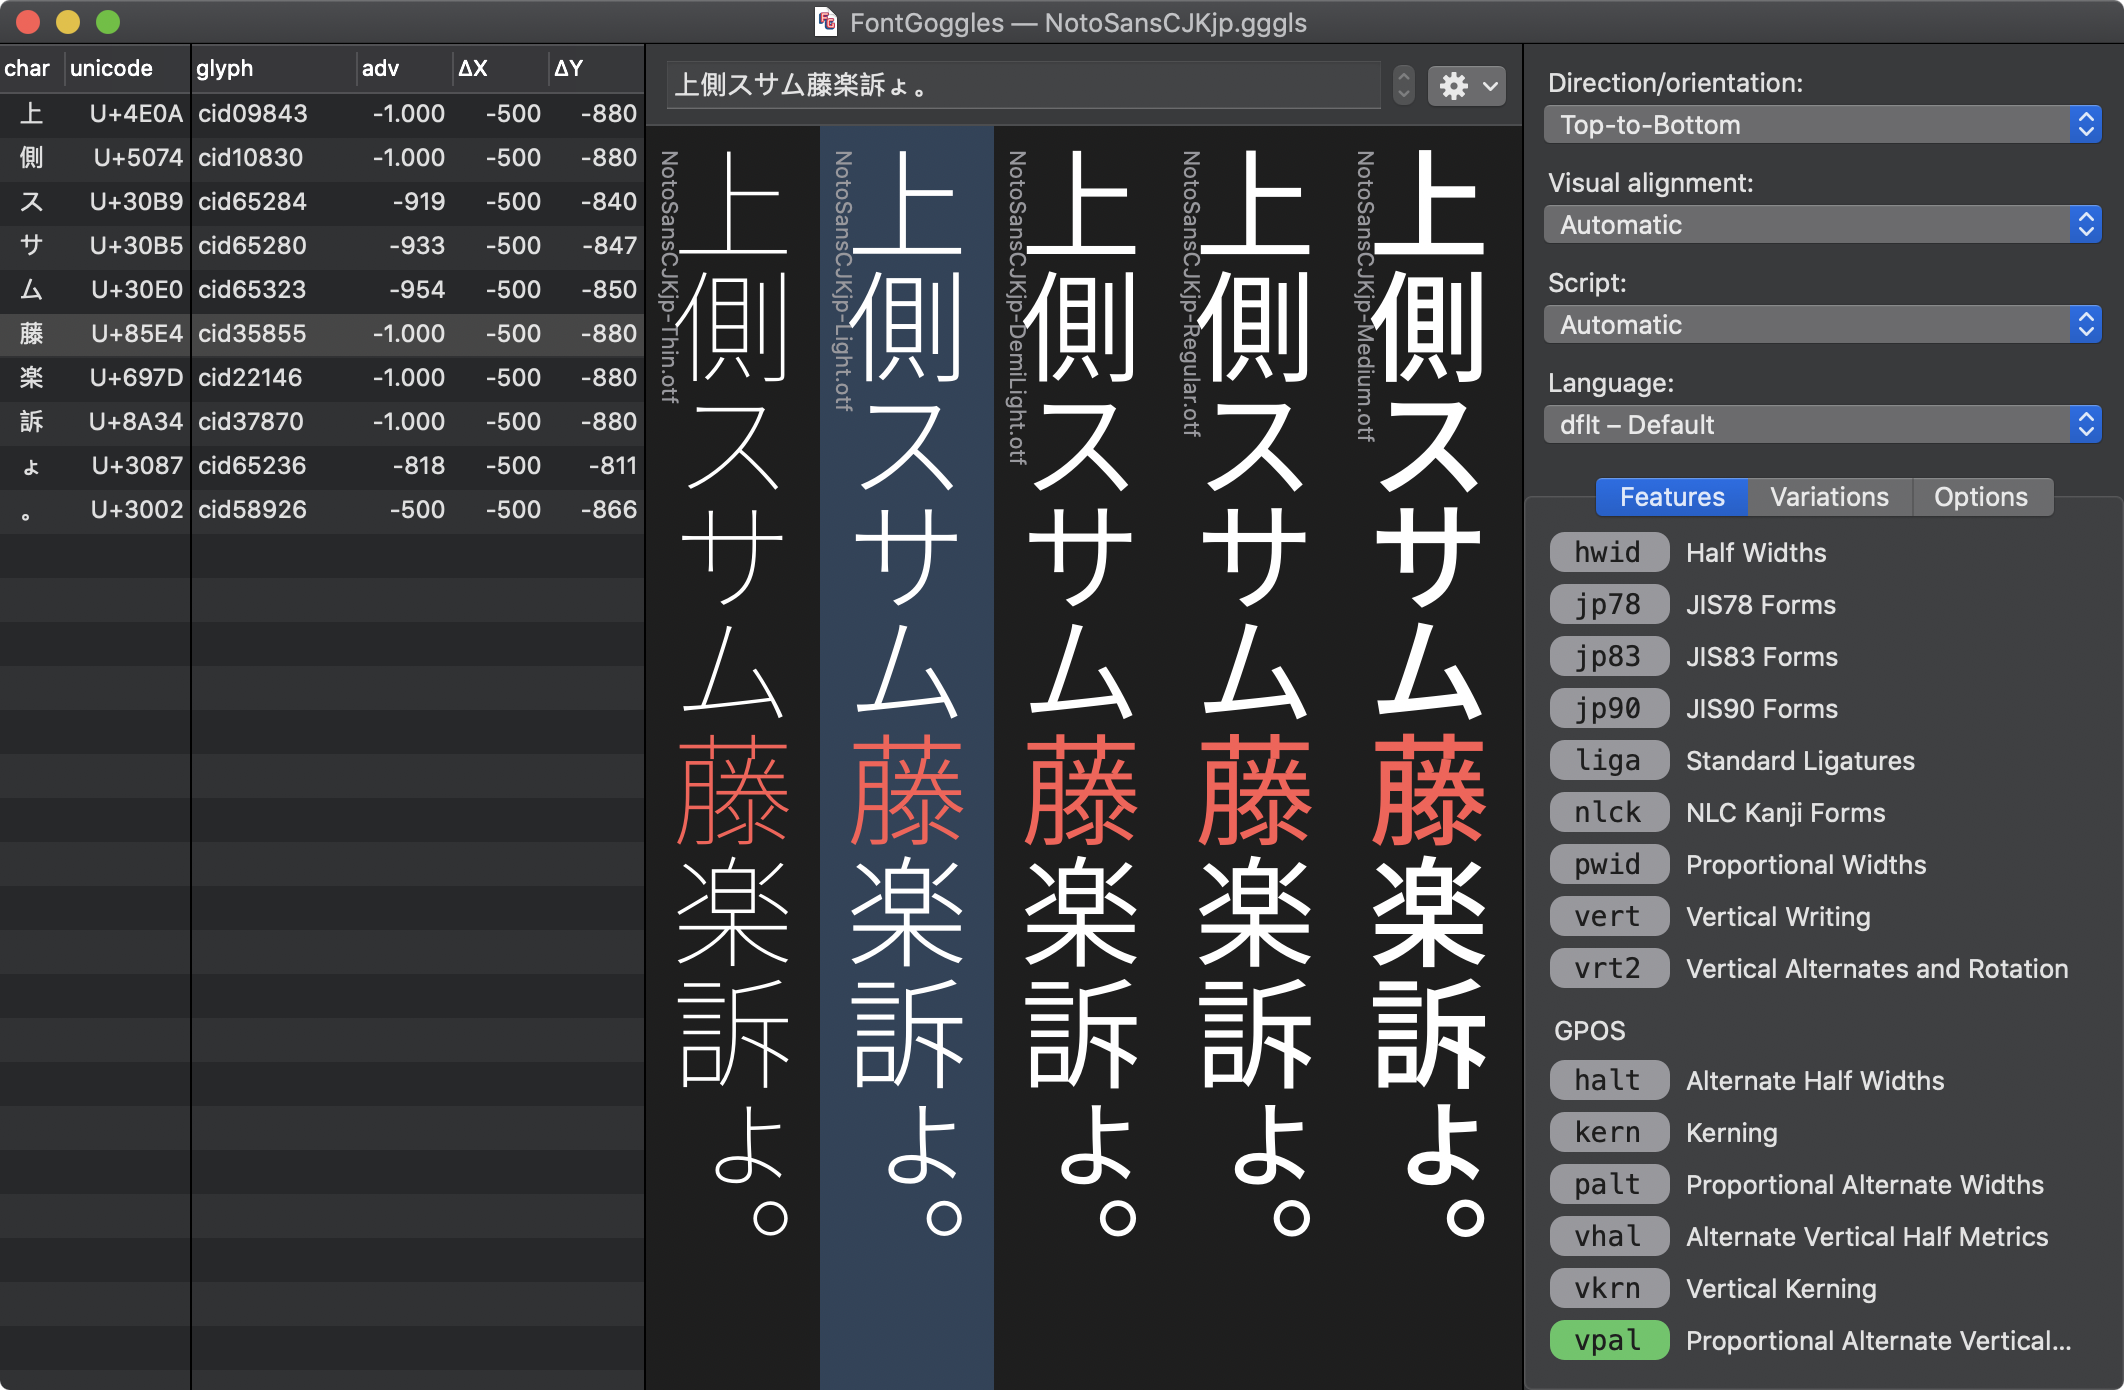 FontGoggles — NotoSansCJKjp.gggls
char unicode glyph adv ΔX ΔY
上 U+4E0A cid09843 -1.000 -500 -880
側 U+5074 cid10830 -1.000 -500 -880
ス U+30B9 cid65284 -919 -500 -840
サ U+30B5 cid65280 -933 -500 -847
ム U+30E0 cid65323 -954 -500 -850
藤 U+85E4 cid35855 -1.000 -500 -880
楽 U+697D cid22146 -1.000 -500 -880
訴 U+8A34 cid37870 -1.000 -500 -880
ょ U+3087 cid65236 -818 -500 -811
。 U+3002 cid58926 -500 -500 -866
上側スサム藤楽訴ょ。
NotoSansCJKjp-Thin.otf
上側スサム藤楽訴ょ。
NotoSansCJKjp-Light.otf
上側スサム藤楽訴ょ。
NotoSansCJKjp-DemiLight.otf
上側スサム藤楽訴ょ。
NotoSansCJKjp-Regular.otf
上側スサム藤楽訴ょ。
NotoSansCJKjp-Medium.otf
上側スサム藤楽訴ょ。
Direction/orientation:
Top-to-Bottom
Visual alignment:
Automatic
Script:
Automatic
Language:
dflt – Default
Features Variations Options
hwid Half Widths
jp78 JIS78 Forms
jp83 JIS83 Forms
jp90 JIS90 Forms
liga Standard Ligatures
nlck NLC Kanji Forms
pwid Proportional Widths
vert Vertical Writing
vrt2 Vertical Alternates and Rotation
GPOS
halt Alternate Half Widths
kern Kerning
palt Proportional Alternate Widths
vhal Alternate Vertical Half Metrics
vkrn Vertical Kerning
vpal Proportional Alternate Vertical...